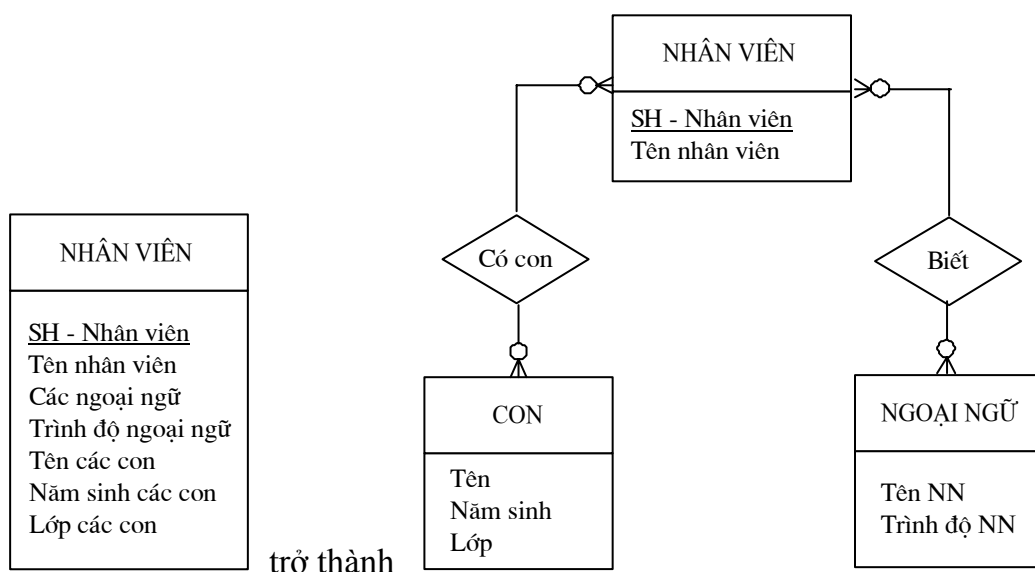 NHÂN VIÊN
SH - Nhân viên
Tên nhân viên
Các ngoại ngữ
Trình độ ngoại ngữ
Tên các con
Năm sinh các con
Lớp các con
trở thành
NHÂN VIÊN
SH - Nhân viên
Tên nhân viên
Có con
Biết
CON
Tên
Năm sinh
Lớp
NGOẠI NGỮ
Tên NN
Trình độ NN